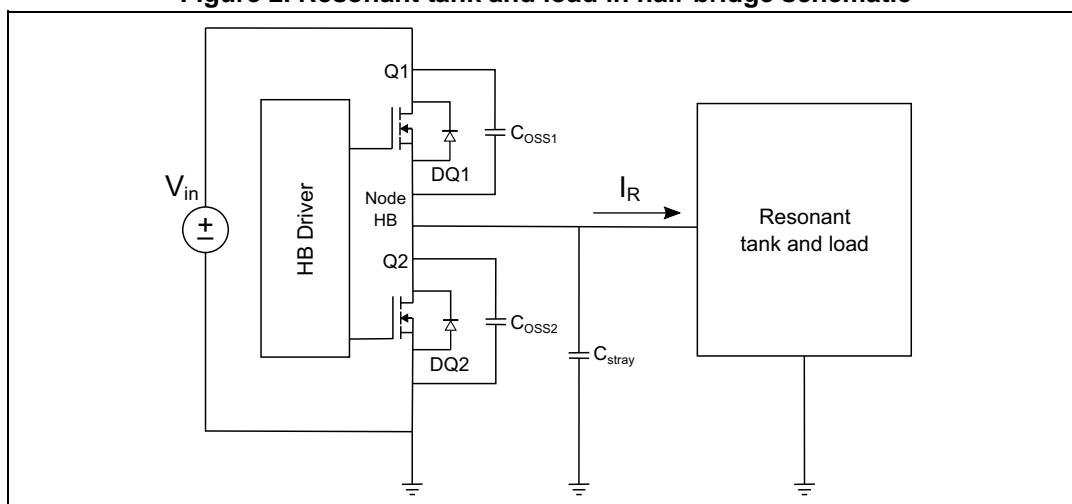 Figure 2. Resonant tank and load in half-bridge schematic
Q1
C_OSS1
DQ1
V_in
HB Driver
Node
HB
I_R
Resonant
tank and load
Q2
C_OSS2
DQ2
C_stray